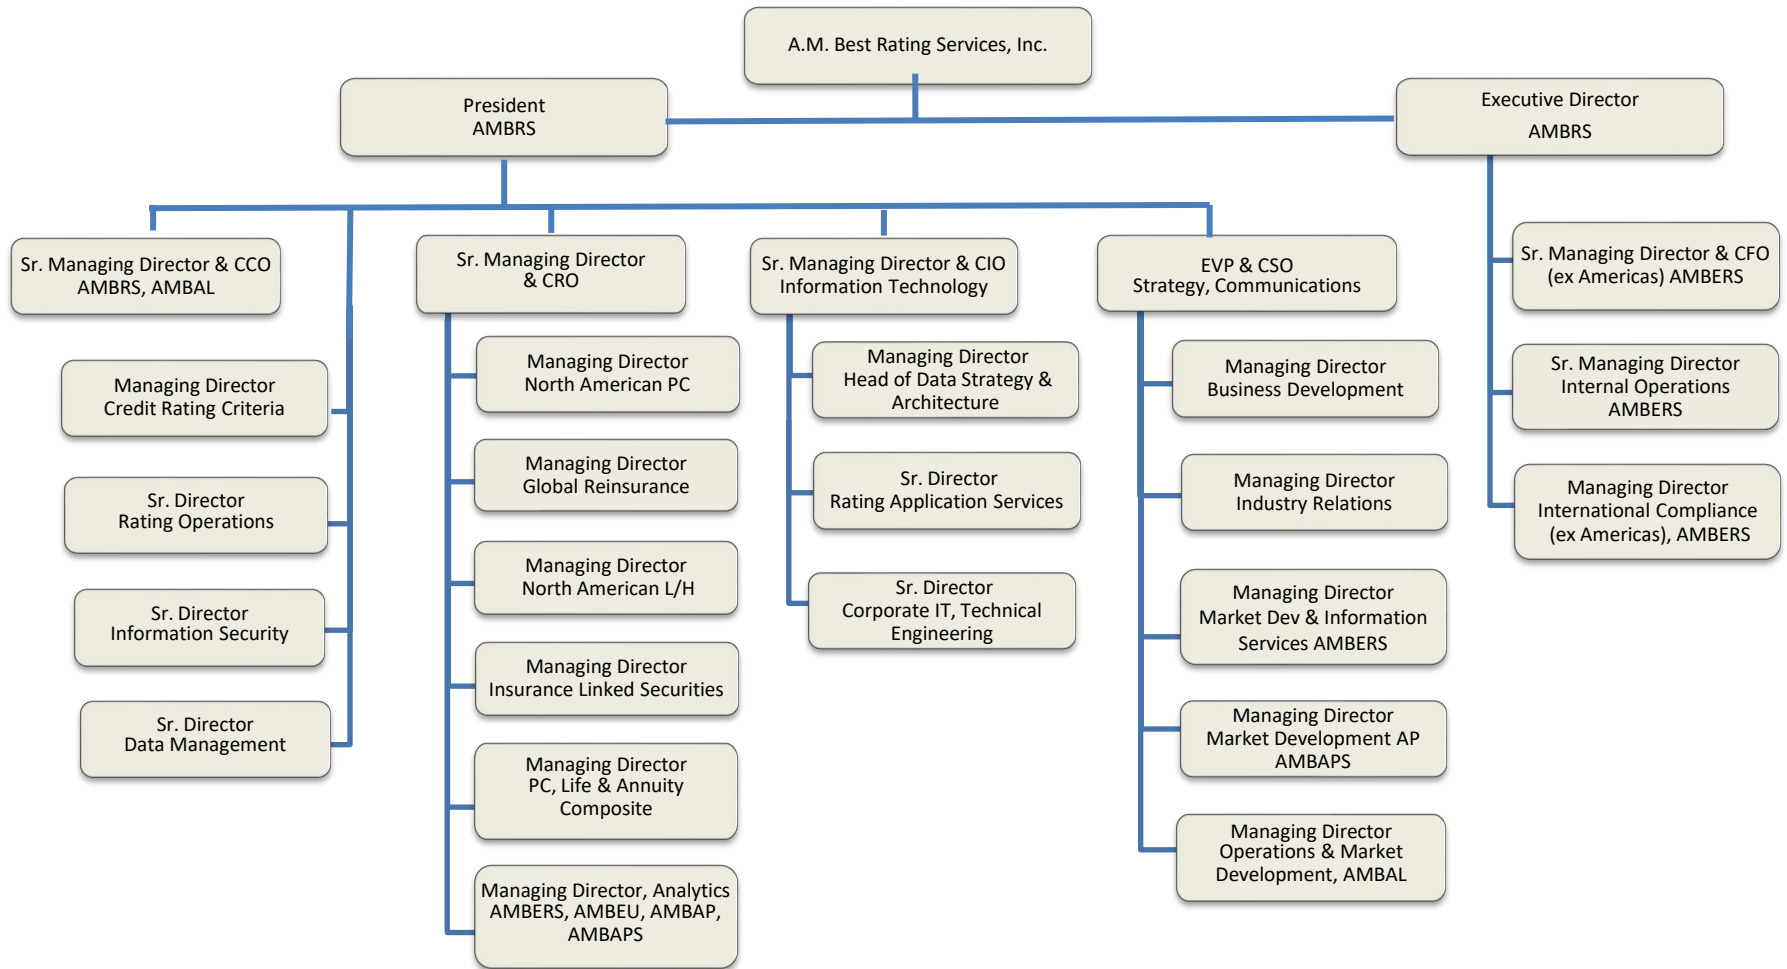 A.M. Best Rating Services, Inc.
President
AMBRS
Executive Director
AMBRS
Sr. Managing Director & CCO
AMBRS, AMBAL
Managing Director
Credit Rating Criteria
Sr. Director
Rating Operations
Sr. Director
Information Security
Sr. Director
Data Management
Sr. Managing Director
& CRO
Managing Director
North American PC
Managing Director
Global Reinsurance
Managing Director
North American L/H
Managing Director
Insurance Linked Securities
Managing Director
PC, Life & Annuity
Composite
Managing Director, Analytics
AMBERS, AMBEU, AMBAP,
AMBAPS
Sr. Managing Director & CIO
Information Technology
Managing Director
Head of Data Strategy &
Architecture
Sr. Director
Rating Application Services
Sr. Director
Corporate IT, Technical
Engineering
EVP & CSO
Strategy, Communications
Managing Director
Business Development
Managing Director
Industry Relations
Managing Director
Market Dev & Information
Services AMBERS
Managing Director
Market Development AP
AMBAPS
Managing Director
Operations & Market
Development, AMBAL
Sr. Managing Director & CFO
(ex Americas) AMBERS
Sr. Managing Director
Internal Operations
AMBERS
Managing Director
International Compliance
(ex Americas), AMBERS